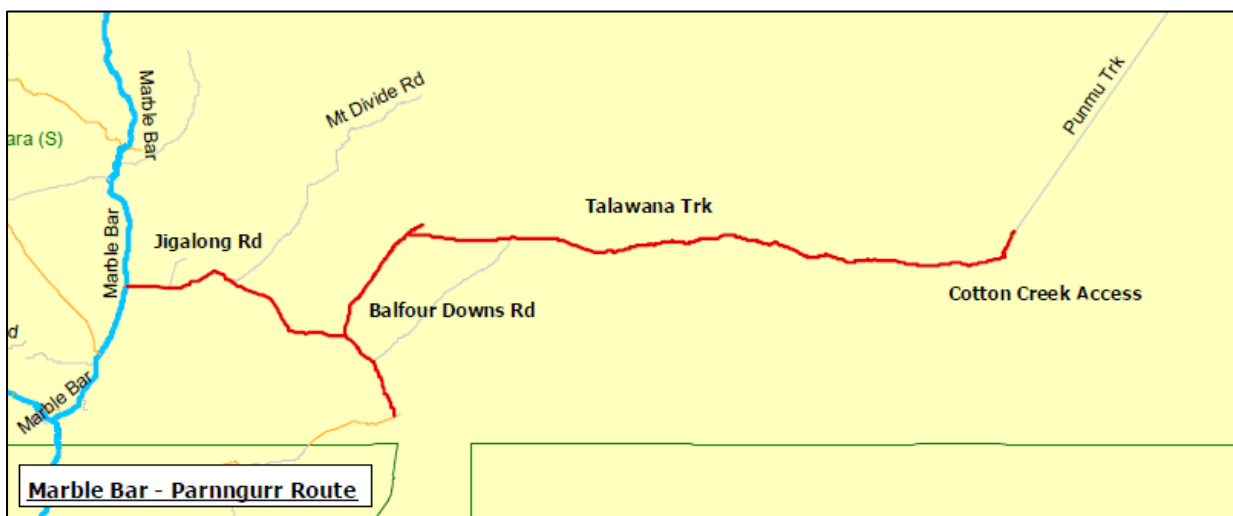 Marble Bar
Mt Divide Rd
Punmu Trk
ara (S)
Talawana Trk
Marble Bar
Jigalong Rd
Balfour Downs Rd
Cotton Creek Access
d
Marble Bar
Marble Bar - Parnngurr Route